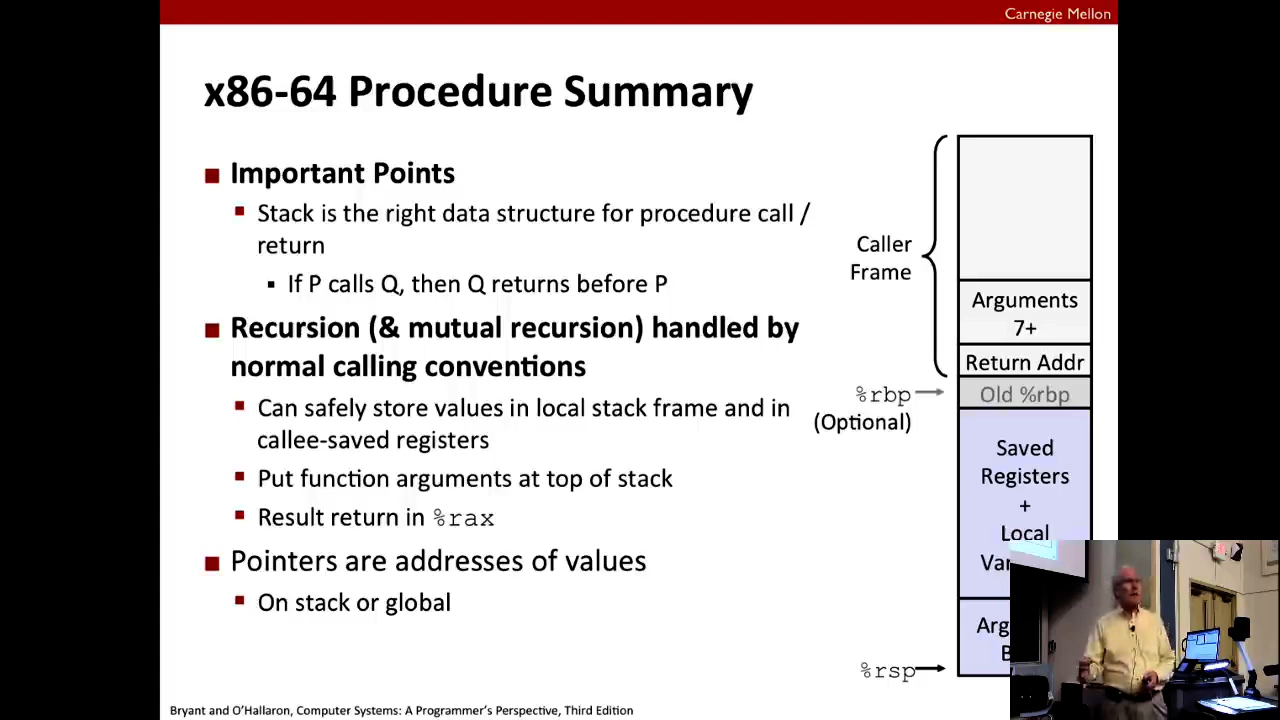 Carnegie Mellon
x86-64 Procedure Summary
Important Points
Stack is the right data structure for procedure call /
return
If P calls Q, then Q returns before P
Recursion (& mutual recursion) handled by
normal calling conventions
Can safely store values in local stack frame and in
callee-saved registers
Put function arguments at top of stack
Result return in %rax
Pointers are addresses of values
On stack or global
Caller
Frame
Arguments
7+
Return Addr
%rbp
(Optional)
Old %rbp
Saved
Registers
+
Local
%rsp
Bryant and O'Hallaron, Computer Systems: A Programmer's Perspective, Third Edition